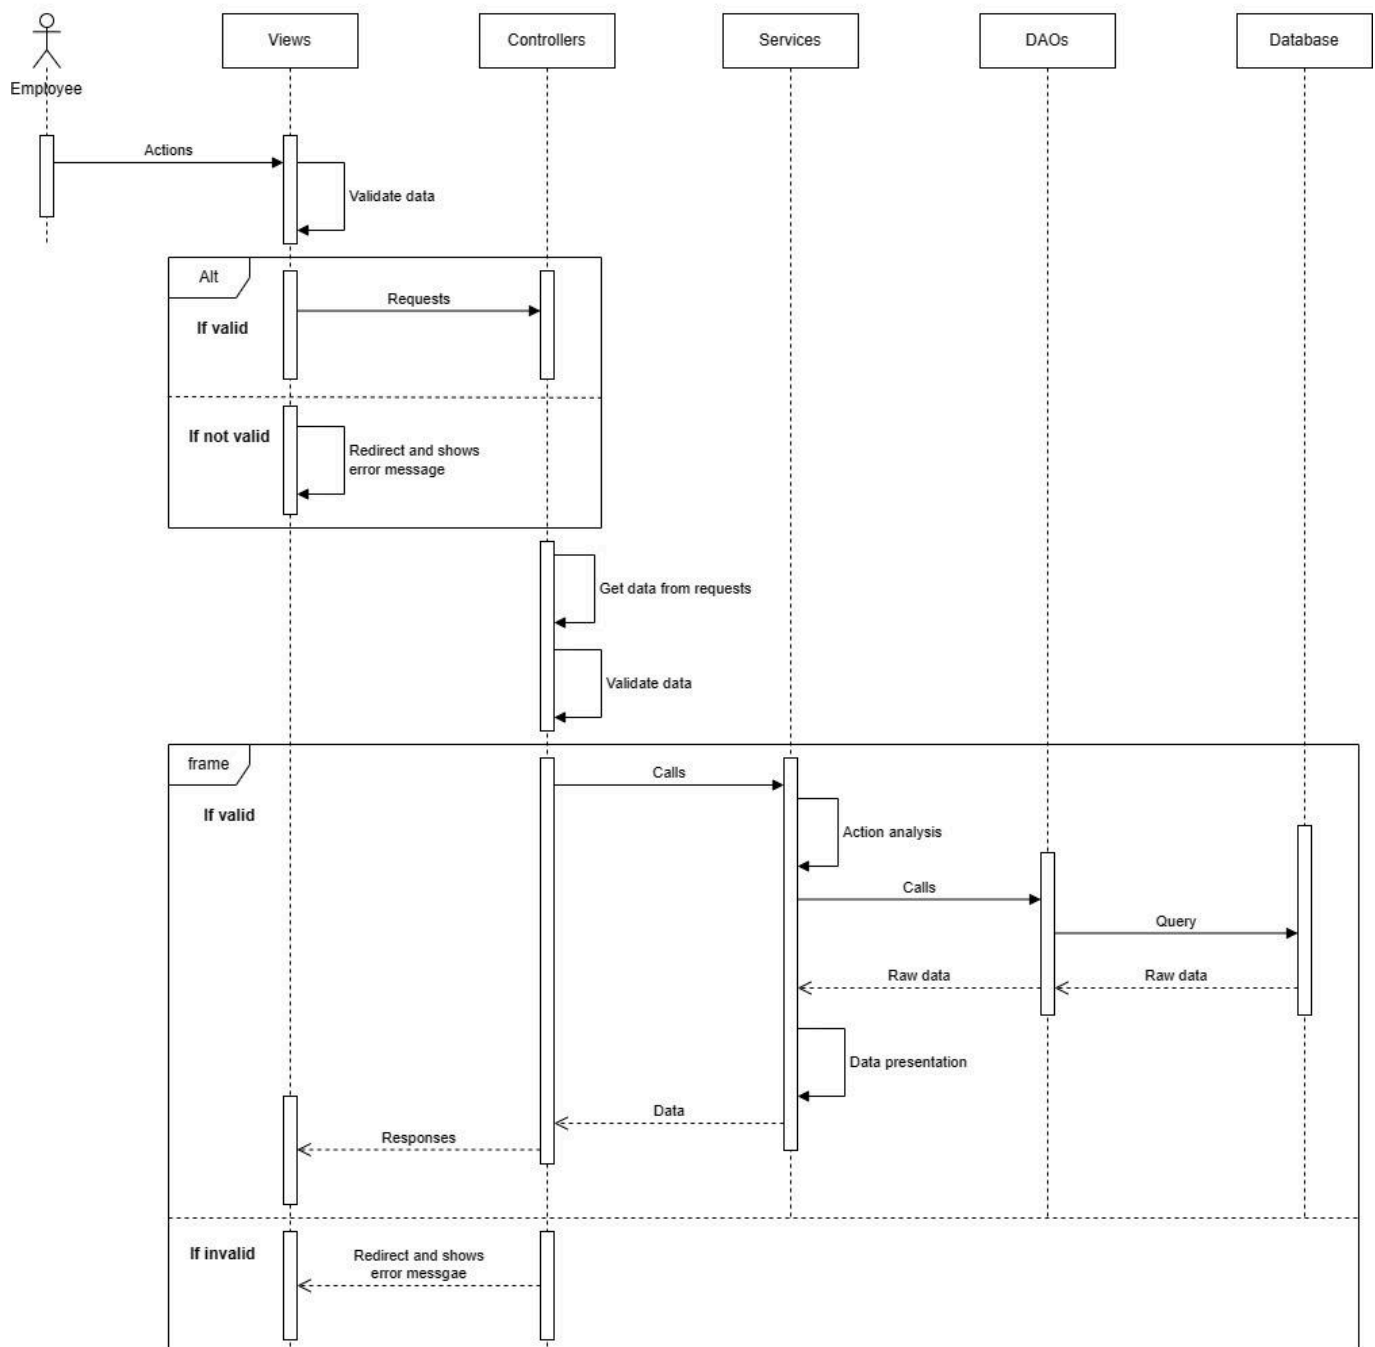 Views
Controllers
Services
DAOs
Database
Employee
Actions
Validate data
Alt
Requests
If valid
If not valid
Redirect and shows
error message
Get data from requests
Validate data
frame
Calls
If valid
Action analysis
Calls
Query
Raw data
Raw data
Data presentation
Data
Responses
If invalid
Redirect and shows
error messgae